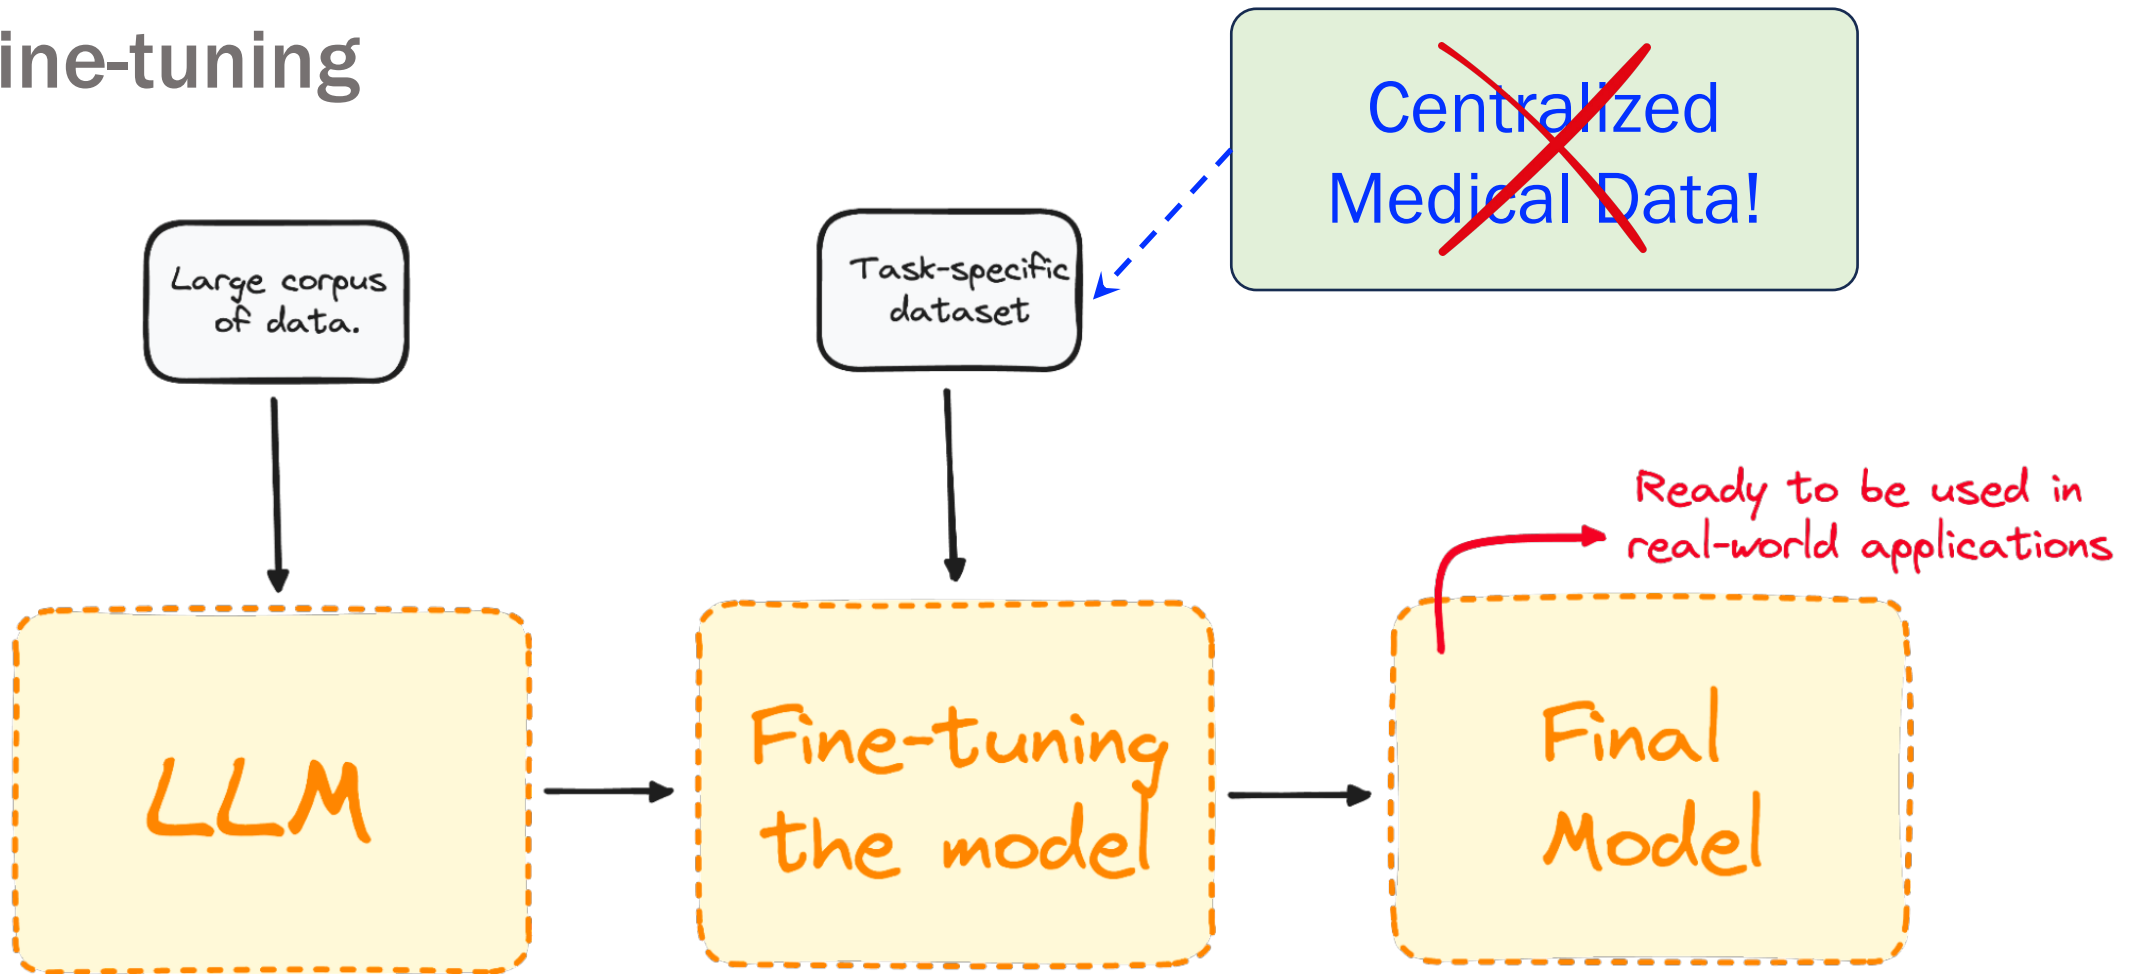 ine-tuning
Centralized
Medical Data!
Large corpus
of data.
Task-specific
dataset
Ready to be used in
real-world applications
LLM
Fine-tuning
the model
Final
Model